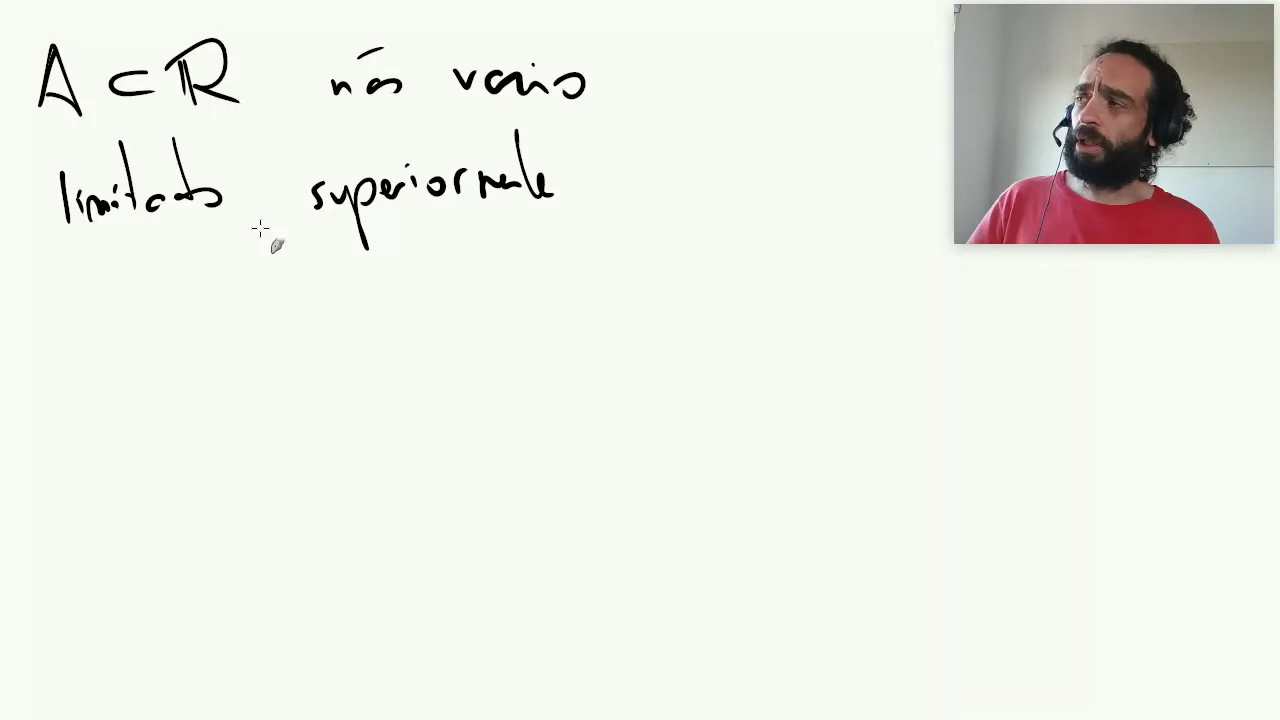 A ⊂ ℝ não vazio
limitado superiormente